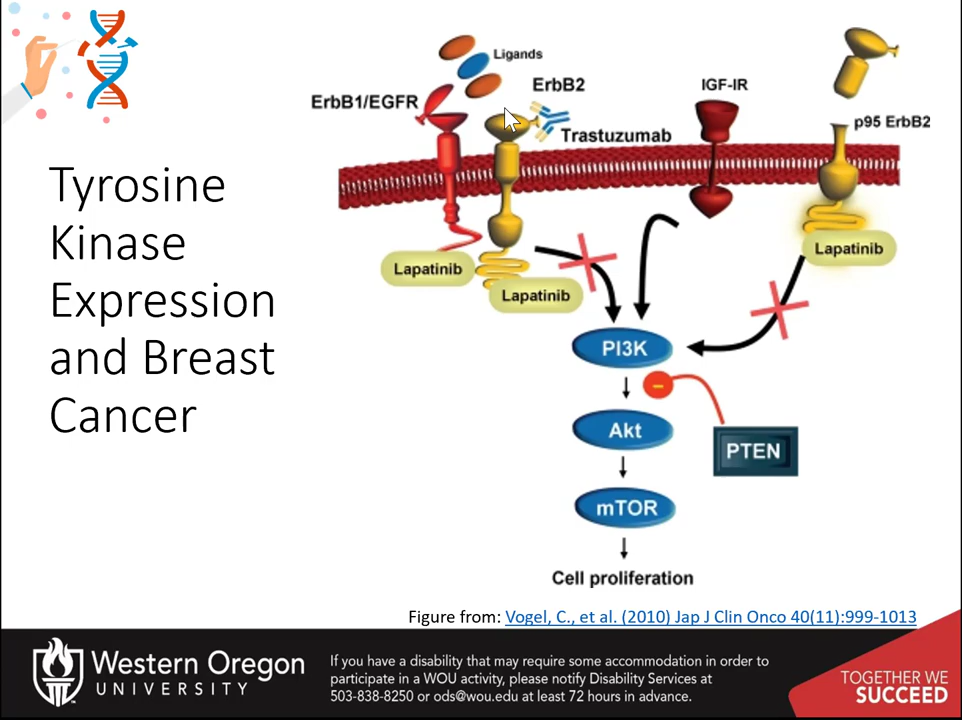 Tyrosine
Kinase
Expression
and Breast
Cancer
Ligands
ErbB1/EGFR
ErbB2
Trastuzumab
IGF-IR
p95 ErbB2
Lapatinib
Lapatinib
Lapatinib
PI3K
–
Akt
PTEN
mTOR
Cell proliferation
Figure from: Vogel, C., et al. (2010) Jap J Clin Onco 40(11):999-1013
Western Oregon
UNIVERSITY
If you have a disability that may require some accommodation in order to
participate in a WOU activity, please notify Disability Services at
503-838-8250 or ods@wou.edu at least 72 hours in advance.
TOGETHER WE
SUCCEED